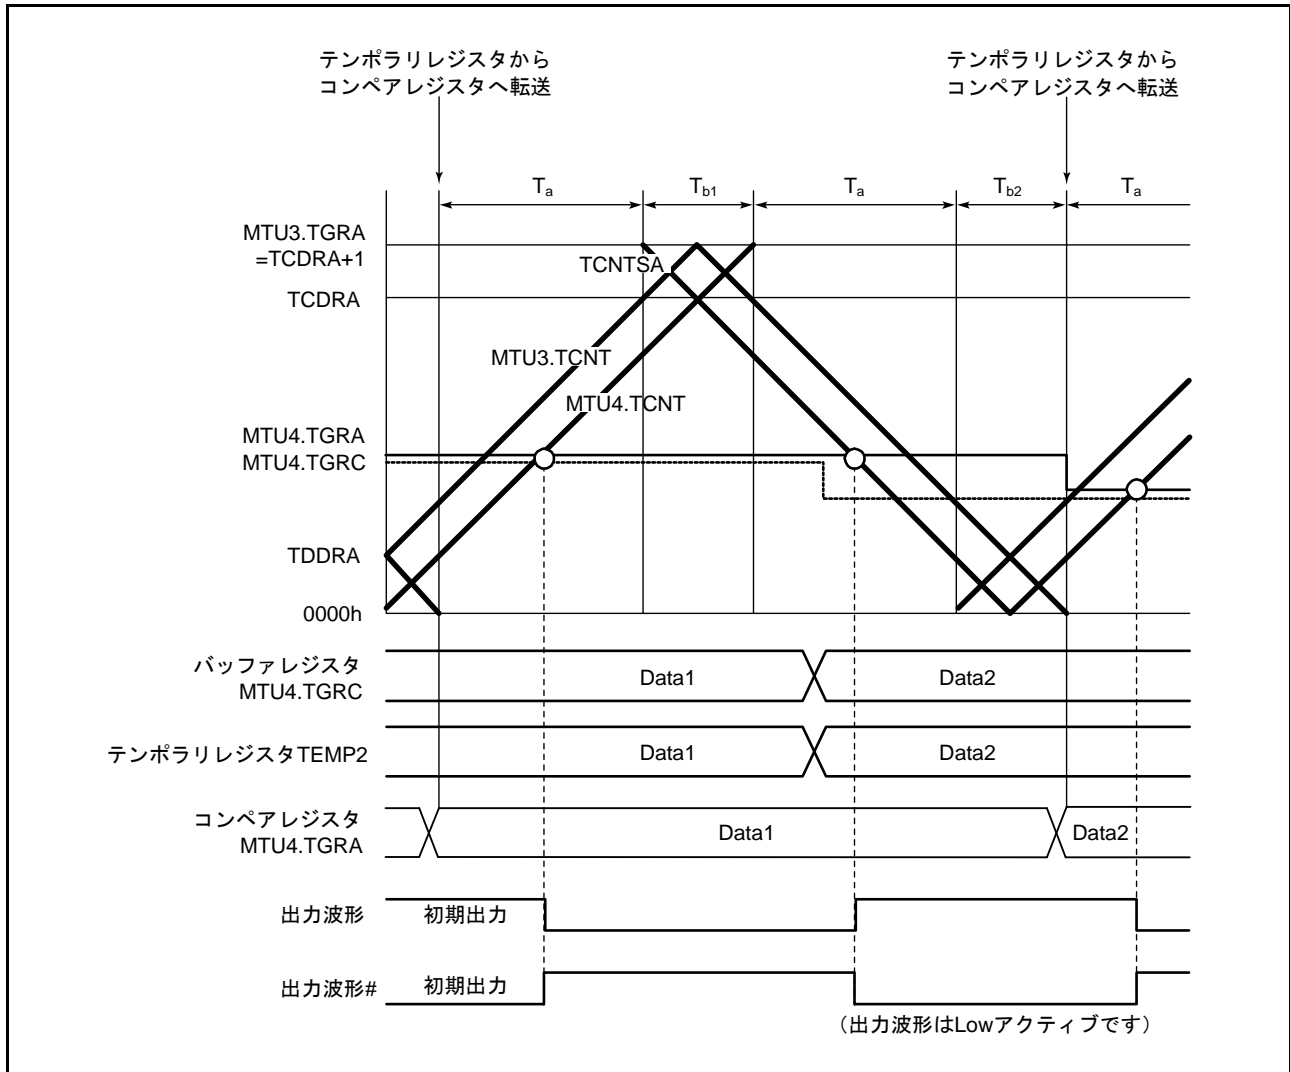 テンポラリレジスタから
コンペアレジスタへ転送
テンポラリレジスタから
コンペアレジスタへ転送
Ta
Tb1
Ta
Tb2
Ta
MTU3.TGRA
=TCDRA+1
TCNTSA
TCDRA
MTU3.TCNT
MTU4.TCNT
MTU4.TGRA
MTU4.TGRC
TDDRA
0000h
バッファレジスタ
MTU4.TGRC
Data1
Data2
テンポラリレジスタTEMP2
Data1
Data2
コンペアレジスタ
MTU4.TGRA
Data1
Data2
出力波形
初期出力
出力波形#
初期出力
（出力波形はLowアクティブです）